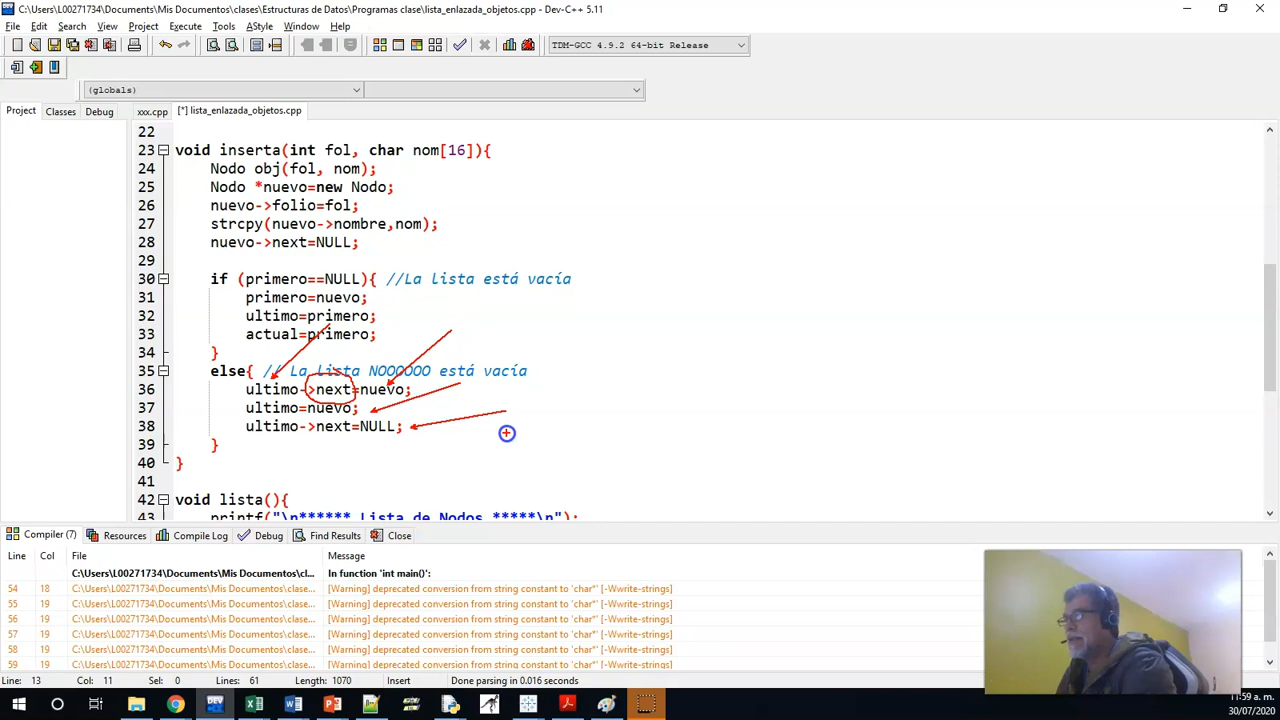 C:\Users\L00271734\Documents\Mis Documentos\clases\Estructuras de Datos\Programas clase\lista_enlazada_objetos.cpp - Dev-C++ 5.11
File Edit Search View Project Execute Tools AStyle Window Help
TDM-GCC 4.9.2 64-bit Release
(globals)
Project Classes Debug xxx.cpp [*] lista_enlazada_objetos.cpp
22
23 void inserta(int fol, char nom[16]){
24 Nodo obj(fol, nom);
25 Nodo *nuevo=new Nodo;
26 nuevo->folio=fol;
27 strcpy(nuevo->nombre,nom);
28 nuevo->next=NULL;
29
30 if (primero==NULL){ //La lista está vacía
31 primero=nuevo;
32 ultimo=primero;
33 actual=primero;
34 }
35 else{ // La lista NOOOOOO está vacía
36 ultimo->next=nuevo;
37 ultimo=nuevo;
38 ultimo->next=NULL;
39 }
40 }
41
42 void lista(){
43 printf("\n****** Lista de Nodos *****\n");
Compiler (7) Resources Compile Log Debug Find Results Close
Line Col File Message
C:\Users\L00271734\Documents\Mis Documentos\cl... In function 'int main()':
54 18 C:\Users\L00271734\Documents\Mis Documentos\clase... [Warning] deprecated conversion from string constant to 'char*' [-Wwrite-strings]
55 19 C:\Users\L00271734\Documents\Mis Documentos\clase... [Warning] deprecated conversion from string constant to 'char*' [-Wwrite-strings]
56 19 C:\Users\L00271734\Documents\Mis Documentos\clase... [Warning] deprecated conversion from string constant to 'char*' [-Wwrite-strings]
57 19 C:\Users\L00271734\Documents\Mis Documentos\clase... [Warning] deprecated conversion from string constant to 'char*' [-Wwrite-strings]
58 19 C:\Users\L00271734\Documents\Mis Documentos\clase... [Warning] deprecated conversion from string constant to 'char*' [-Wwrite-strings]
59 19 C:\Users\L00271734\Documents\Mis Documentos\clase... [Warning] deprecated conversion from string constant to 'char*' [-Wwrite-strings]
Line: 13 Col: 11 Sel: 0 Lines: 61 Length: 1070 Insert Done parsing in 0.016 seconds
11:59 a. m.
30/07/2020